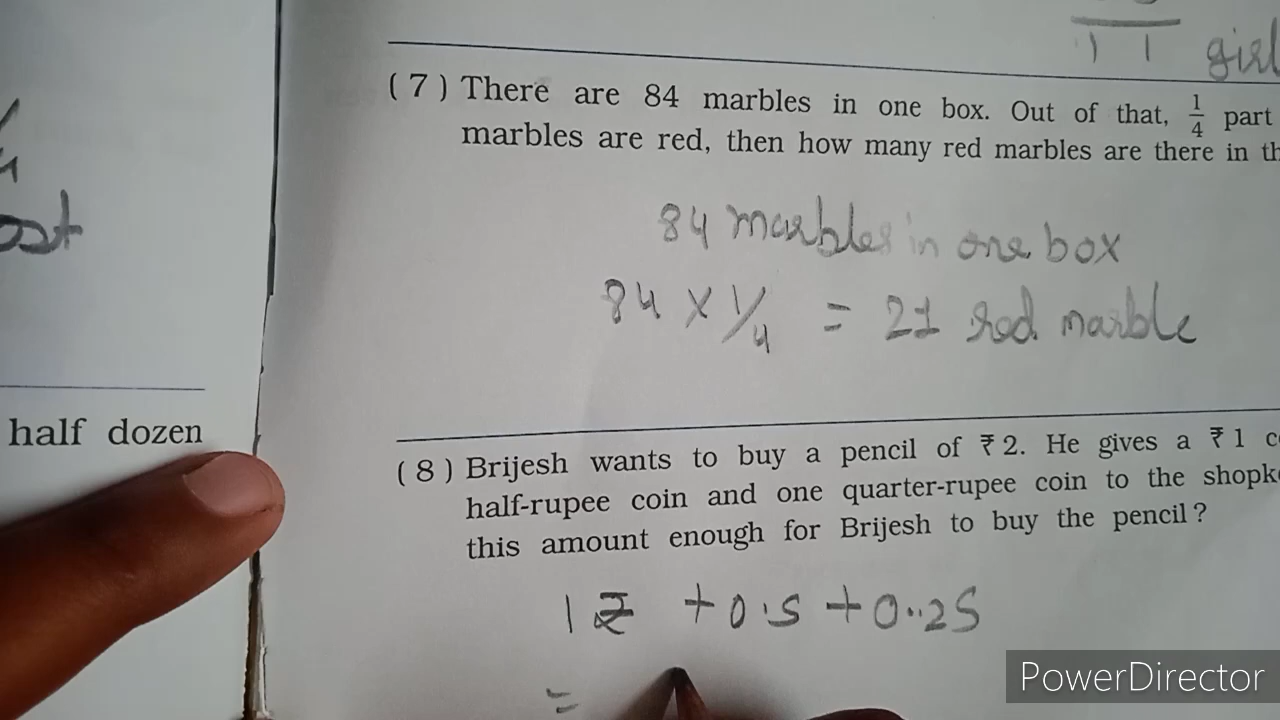 11 girl
(7) There are 84 marbles in one box. Out of that, 1/4 part
marbles are red, then how many red marbles are there in th
84 marbles in one box
84 x 1/4 = 21 red marble
ost
half dozen
(8) Brijesh wants to buy a pencil of ₹2. He gives a ₹1 c
half-rupee coin and one quarter-rupee coin to the shopk
this amount enough for Brijesh to buy the pencil?
1₹ + 0.5 + 0.25
=
PowerDirector